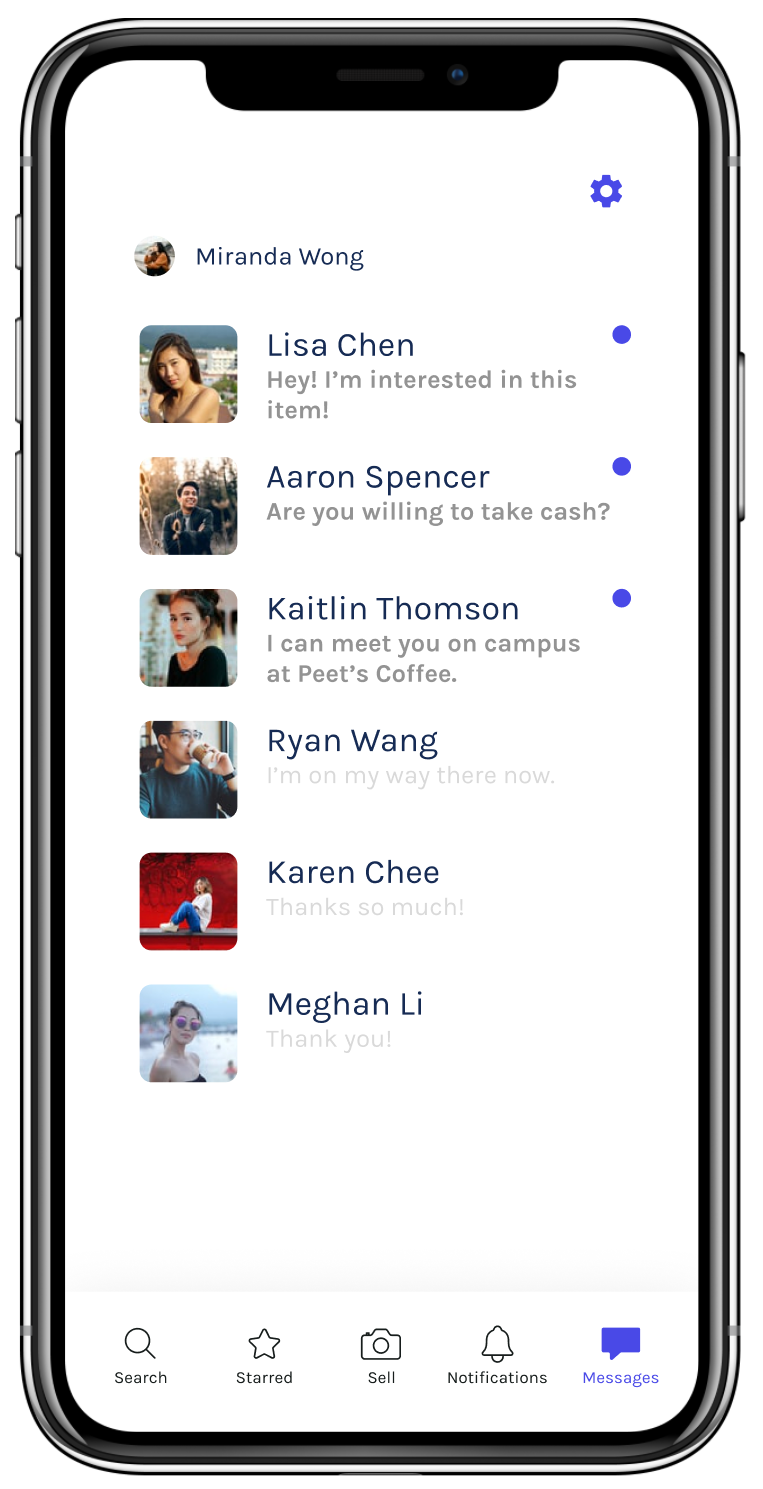 Miranda Wong
Lisa Chen
Hey! I’m interested in this
item!
Aaron Spencer
Are you willing to take cash?
Kaitlin Thomson
I can meet you on campus
at Peet’s Coffee.
Ryan Wang
I’m on my way there now.
Karen Chee
Thanks so much!
Meghan Li
Thank you!
Search Starred Sell Notifications Messages